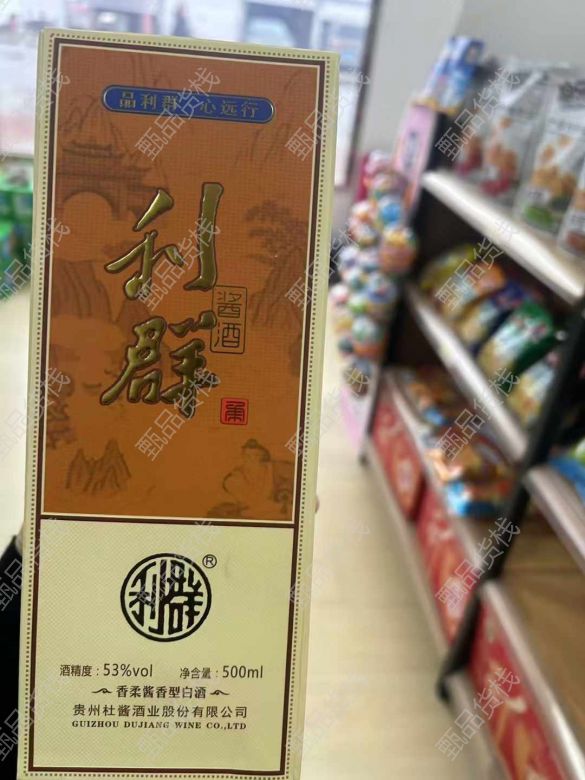 品利群 心远行
利群
酱酒
利群®
酒精度：53%vol 净含量：500ml
香柔酱香型白酒
贵州杜酱酒业股份有限公司
GUIZHOU DUJIANG WINE CO.,LTD
甄品货栈